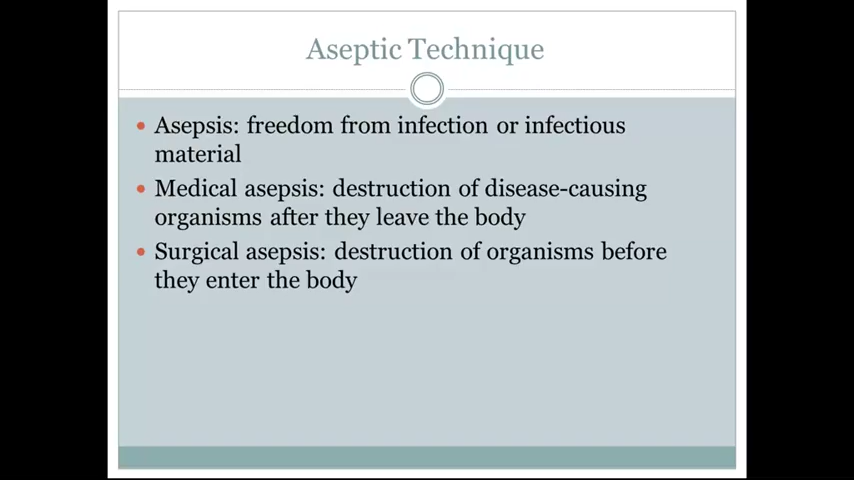 Aseptic Technique
• Asepsis: freedom from infection or infectious
material
• Medical asepsis: destruction of disease-causing
organisms after they leave the body
• Surgical asepsis: destruction of organisms before
they enter the body